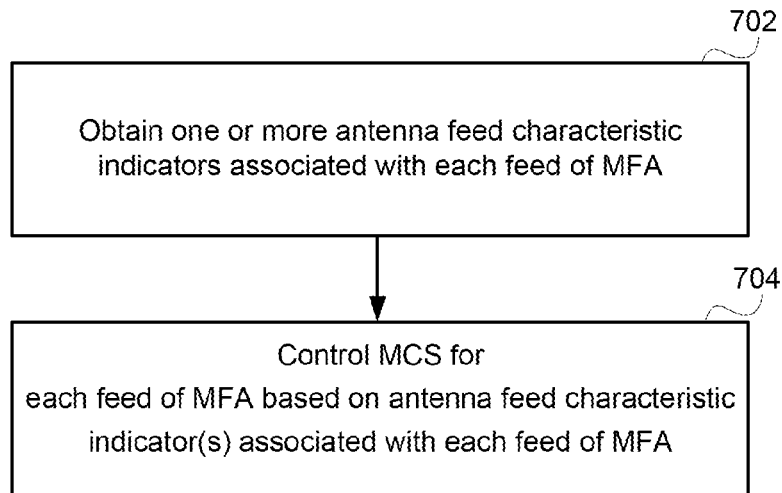 702
Obtain one or more antenna feed characteristic
indicators associated with each feed of MFA
704
Control MCS for
each feed of MFA based on antenna feed characteristic
indicator(s) associated with each feed of MFA